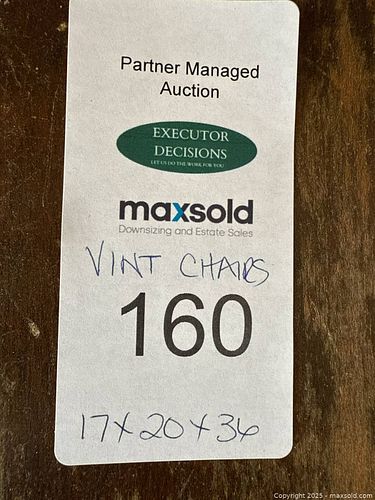 Partner Managed
Auction
EXECUTOR
DECISIONS
LET US DO THE WORK FOR YOU
maxsold
Downsizing and Estate Sales
VINT CHAIRS
160
17x20x36
Copyright 2025 - www.maxsold.com